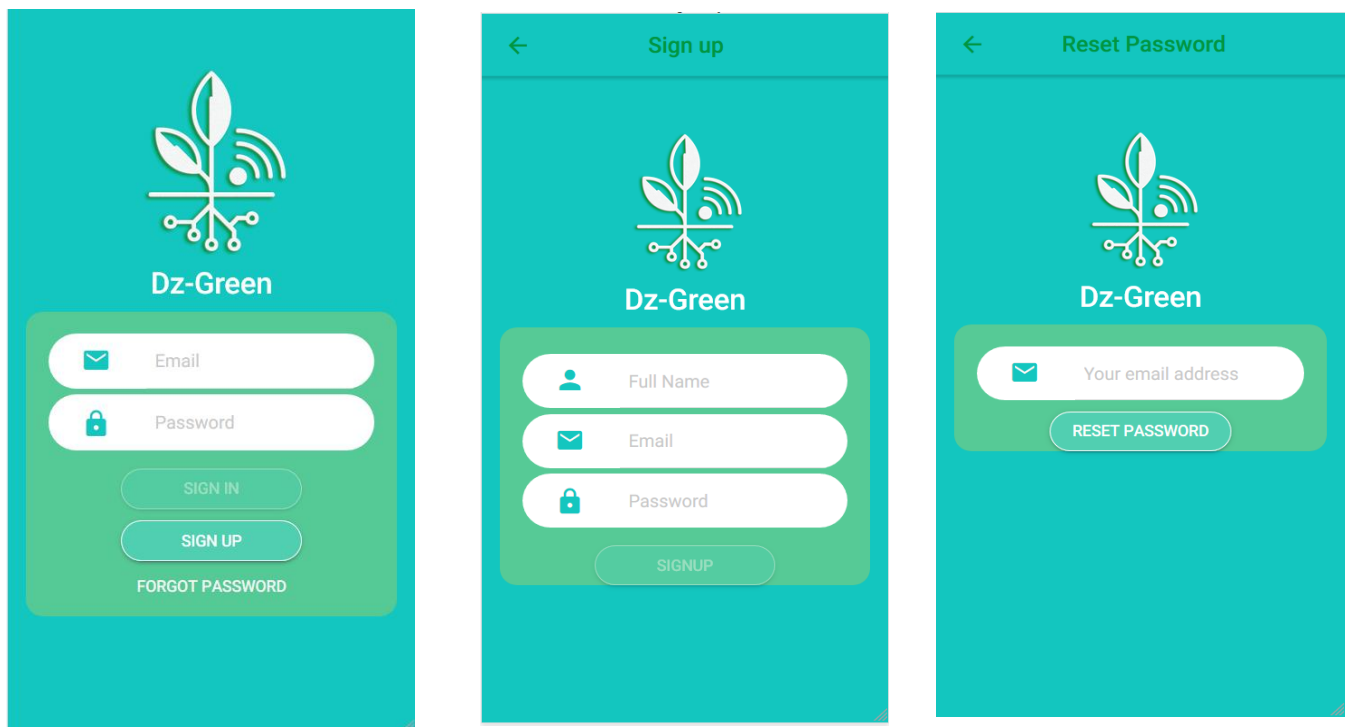 Dz-Green
Email
Password
SIGN IN
SIGN UP
FORGOT PASSWORD
Sign up
Dz-Green
Full Name
Email
Password
SIGNUP
Reset Password
Dz-Green
Your email address
RESET PASSWORD